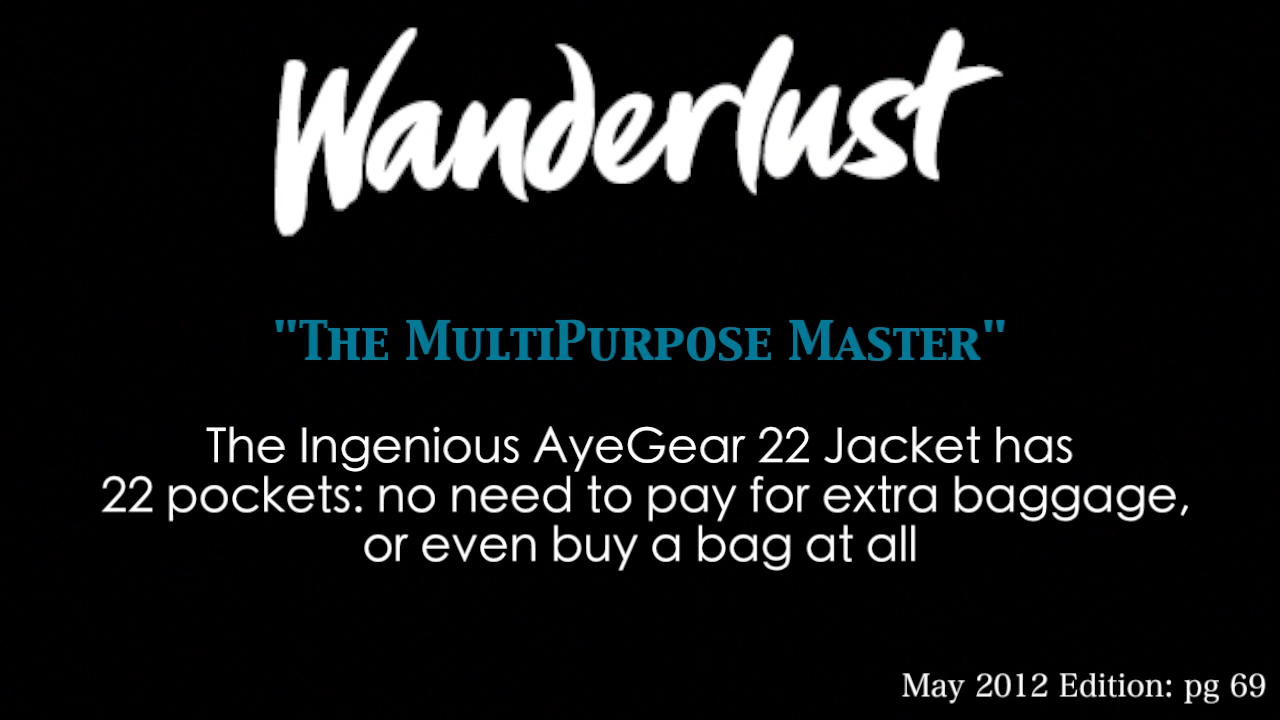 Wanderlust
"The MultiPurpose Master"
The Ingenious AyeGear 22 Jacket has
22 pockets: no need to pay for extra baggage,
or even buy a bag at all
May 2012 Edition: pg 69